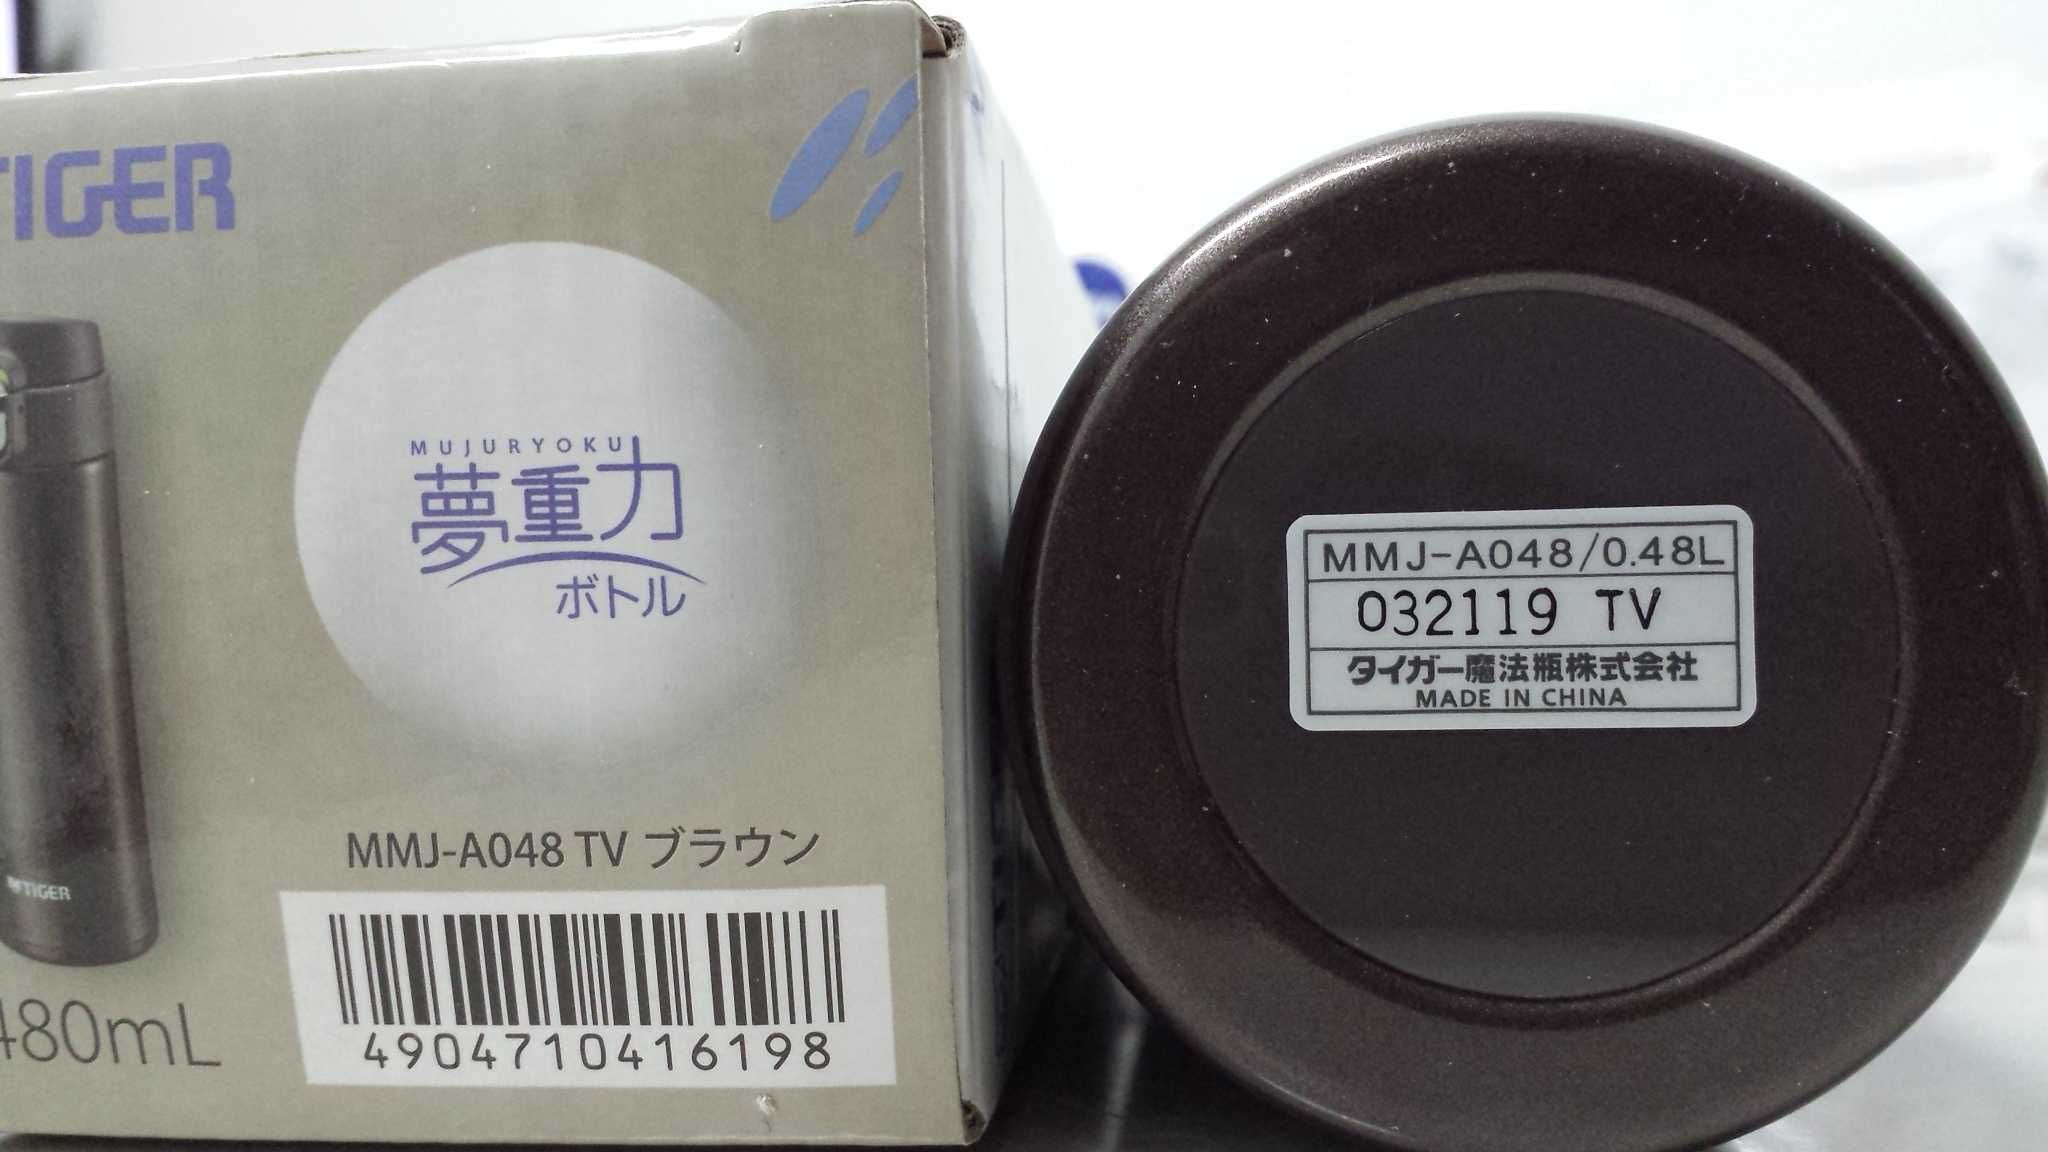 TIGER
MUJURYOKU
夢重力
ボトル
TIGER
MMJ-A048 TV ブラウン
480mL
4904710416198
MMJ-A048/0.48L
032119 TV
タイガー魔法瓶株式会社
MADE IN CHINA